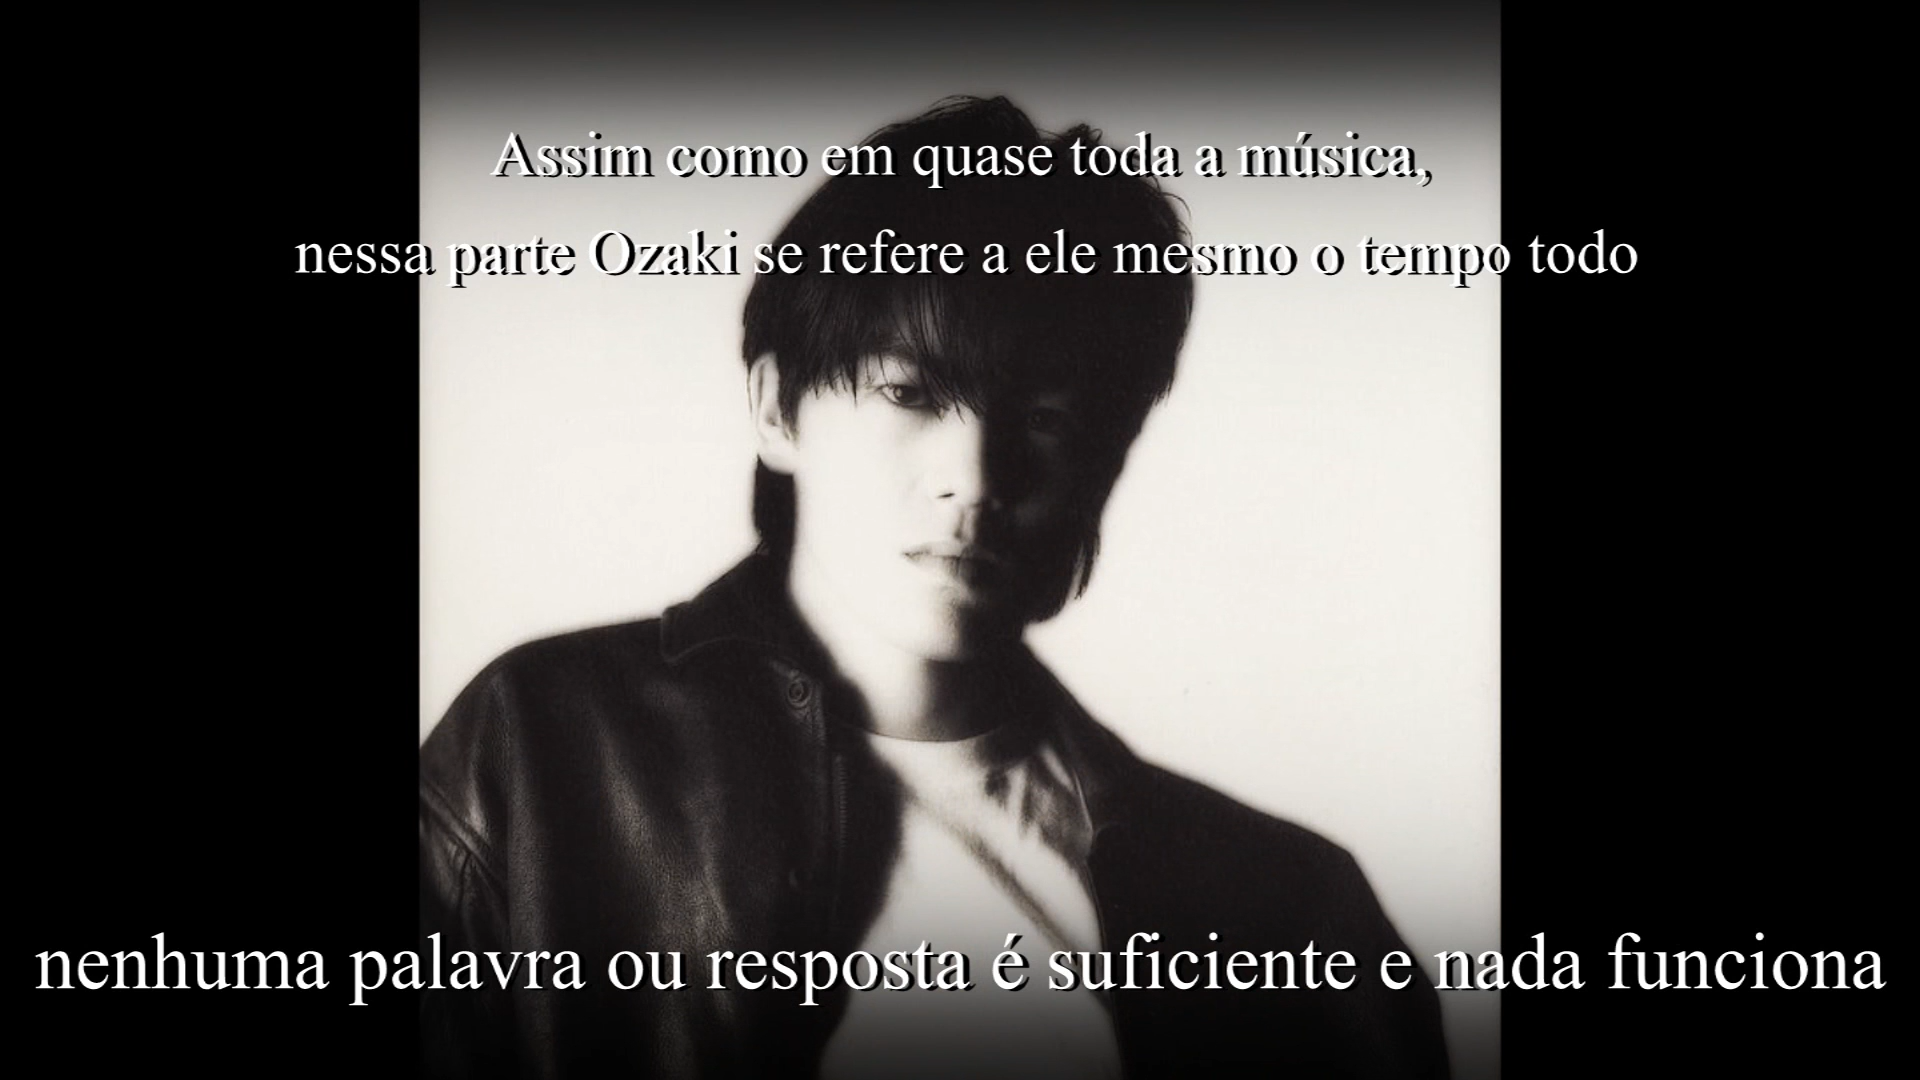 Assim como em quase toda a música,
nessa parte Ozaki se refere a ele mesmo o tempo todo
nenhuma palavra ou resposta é suficiente e nada funciona